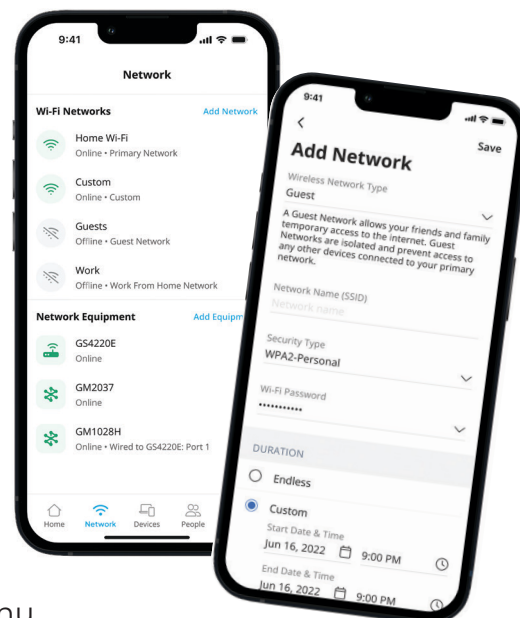 9:41
Network
Wi-Fi Networks
Add Network
Home Wi-Fi
Online • Primary Network
Custom
Online • Custom
Guests
Offline • Guest Network
Work
Offline • Work From Home Network
Network Equipment
Add Equipm
GS4220E
Online
GM2037
Online
GM1028H
Online • Wired to GS4220E: Port 1
Home
Network
Devices
People
9:41
Save
Add Network
Wireless Network Type
Guest
A Guest Network allows your friends and family
temporary access to the internet. Guest
Networks are isolated and prevent access to
any other devices connected to your primary
network.
Network Name (SSID)
Network name
Security Type
WPA2-Personal
Wi-Fi Password
•••••••••••
DURATION
Endless
Custom
Start Date & Time
Jun 16, 2022
9:00 PM
End Date & Time
Jun 16, 2022
9:00 PM